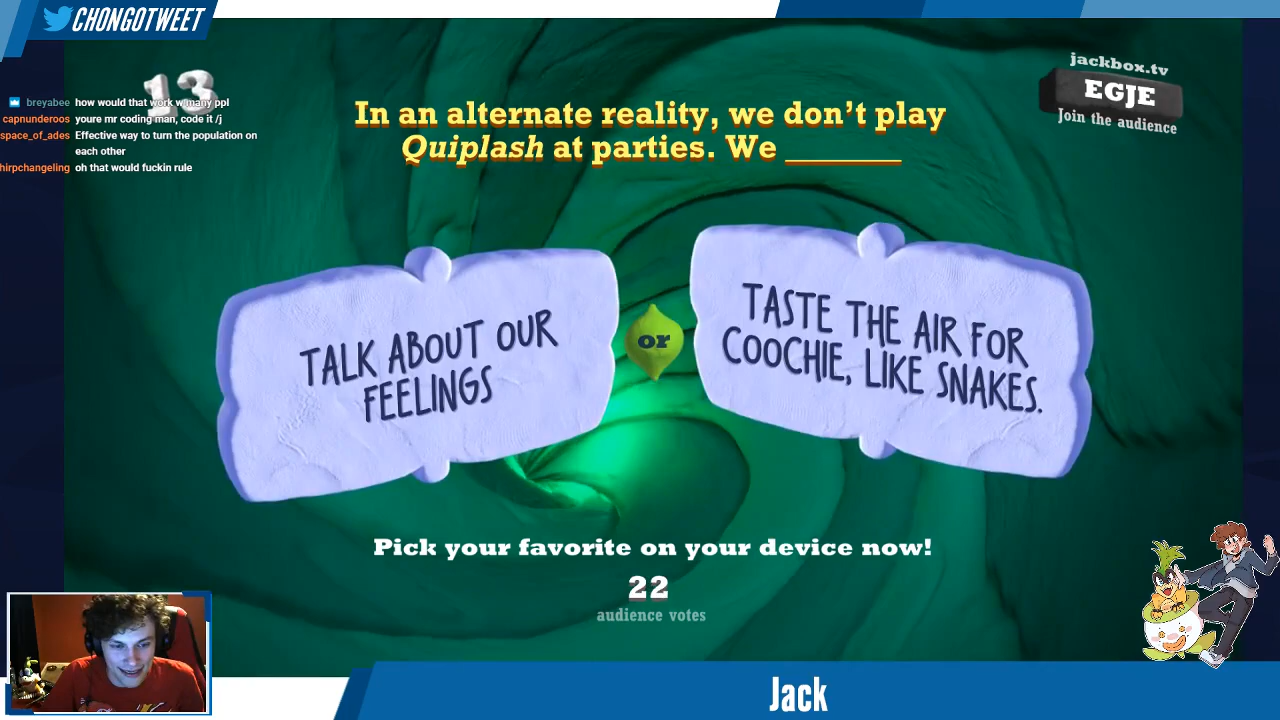 CHONGOTWEET
13
breyabee how would that work w many ppl
capnunderoos youre mr coding man, code it /j
space_of_ades Effective way to turn the population on
each other
hirpchangeling oh that would fuckin rule
jackbox.tv
EGJE
Join the audience
In an alternate reality, we don’t play
Quiplash at parties. We ______
TALK ABOUT OUR
FEELINGS
or
TASTE THE AIR FOR
COOCHIE, LIKE SNAKES.
Pick your favorite on your device now!
22
audience votes
Jack